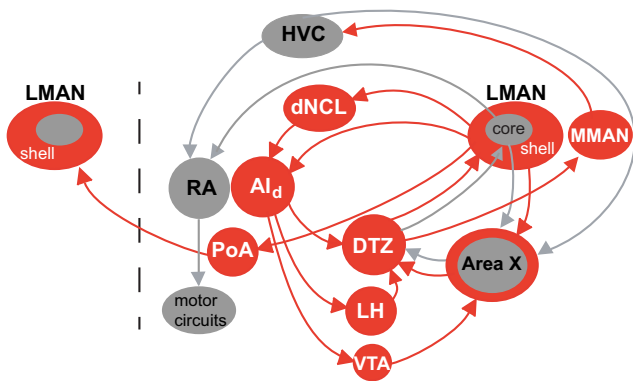 HVC
LMAN
shell
dNCL
LMAN
core
shell
MMAN
RA
AId
PoA
DTZ
Area X
motor
circuits
LH
VTA